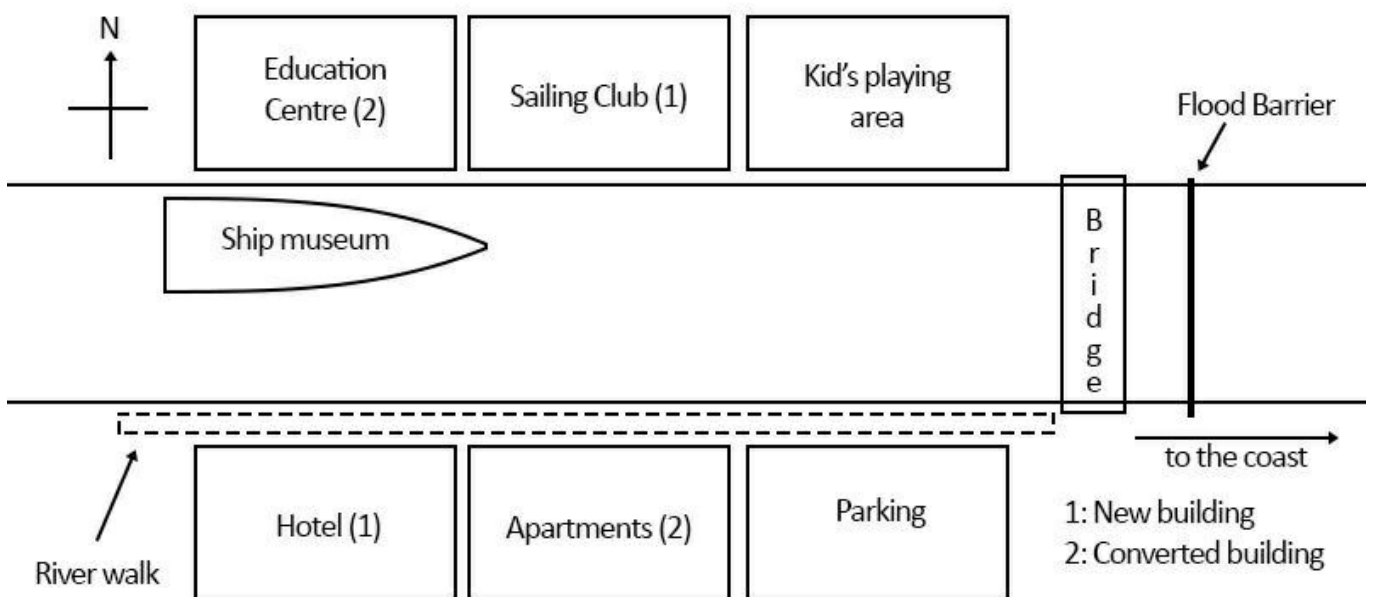 N
Education
Centre (2)
Sailing Club (1)
Kid's playing
area
Flood Barrier
Ship museum
Bridge
to the coast
Hotel (1)
Apartments (2)
Parking
1: New building
2: Converted building
River walk